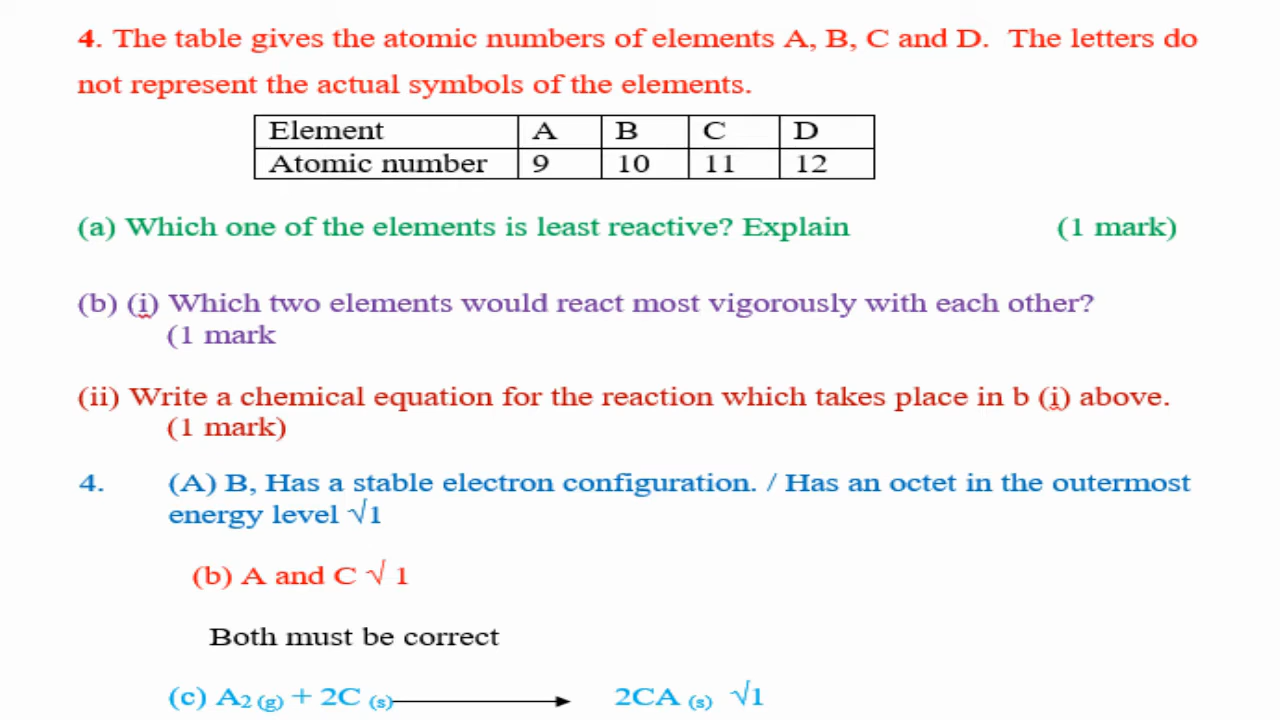 4. The table gives the atomic numbers of elements A, B, C and D. The letters do
not represent the actual symbols of the elements.
Element A B C D
Atomic number 9 10 11 12
(a) Which one of the elements is least reactive? Explain (1 mark)
(b) (i) Which two elements would react most vigorously with each other?
(1 mark
(ii) Write a chemical equation for the reaction which takes place in b (i) above.
(1 mark)
4. (A) B, Has a stable electron configuration. / Has an octet in the outermost
energy level √1
(b) A and C √ 1
Both must be correct
(c) A2 (g) + 2C (s) → 2CA (s) √1